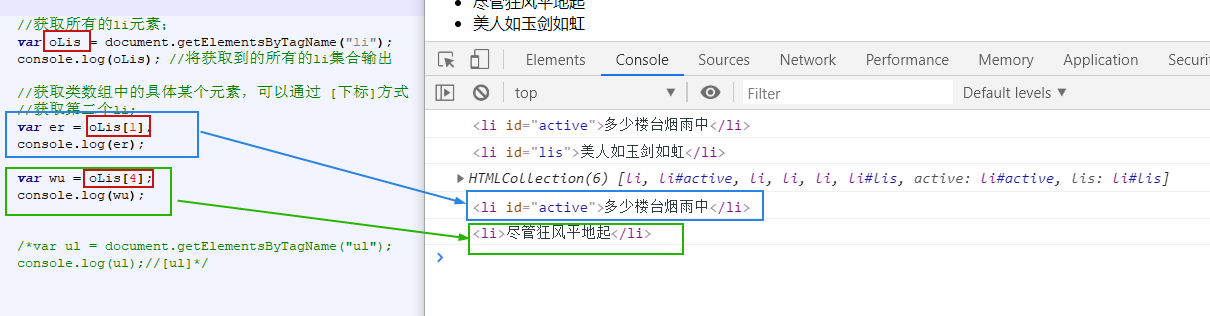 //获取所有的li元素;
var oLis = document.getElementsByTagName("li");
console.log(oLis); //将获取到的所有的li集合输出
//获取类数组中的具体某个元素，可以通过 [下标]方式
//获取第二个li;
var er = oLis[1];
console.log(er);
var wu = oLis[4];
console.log(wu);
/*var ul = document.getElementsByTagName("ul");
console.log(ul);//[ul]*/
尽管狂风平地起
美人如玉剑如虹
Elements Console Sources Network Performance Memory Application Securi
top Filter Default levels
<li id="active">多少楼台烟雨中</li>
<li id="lis">美人如玉剑如虹</li>
HTMLCollection(6) [li, li#active, li, li, li, li#lis, active: li#active, lis: li#lis]
<li id="active">多少楼台烟雨中</li>
<li>尽管狂风平地起</li>